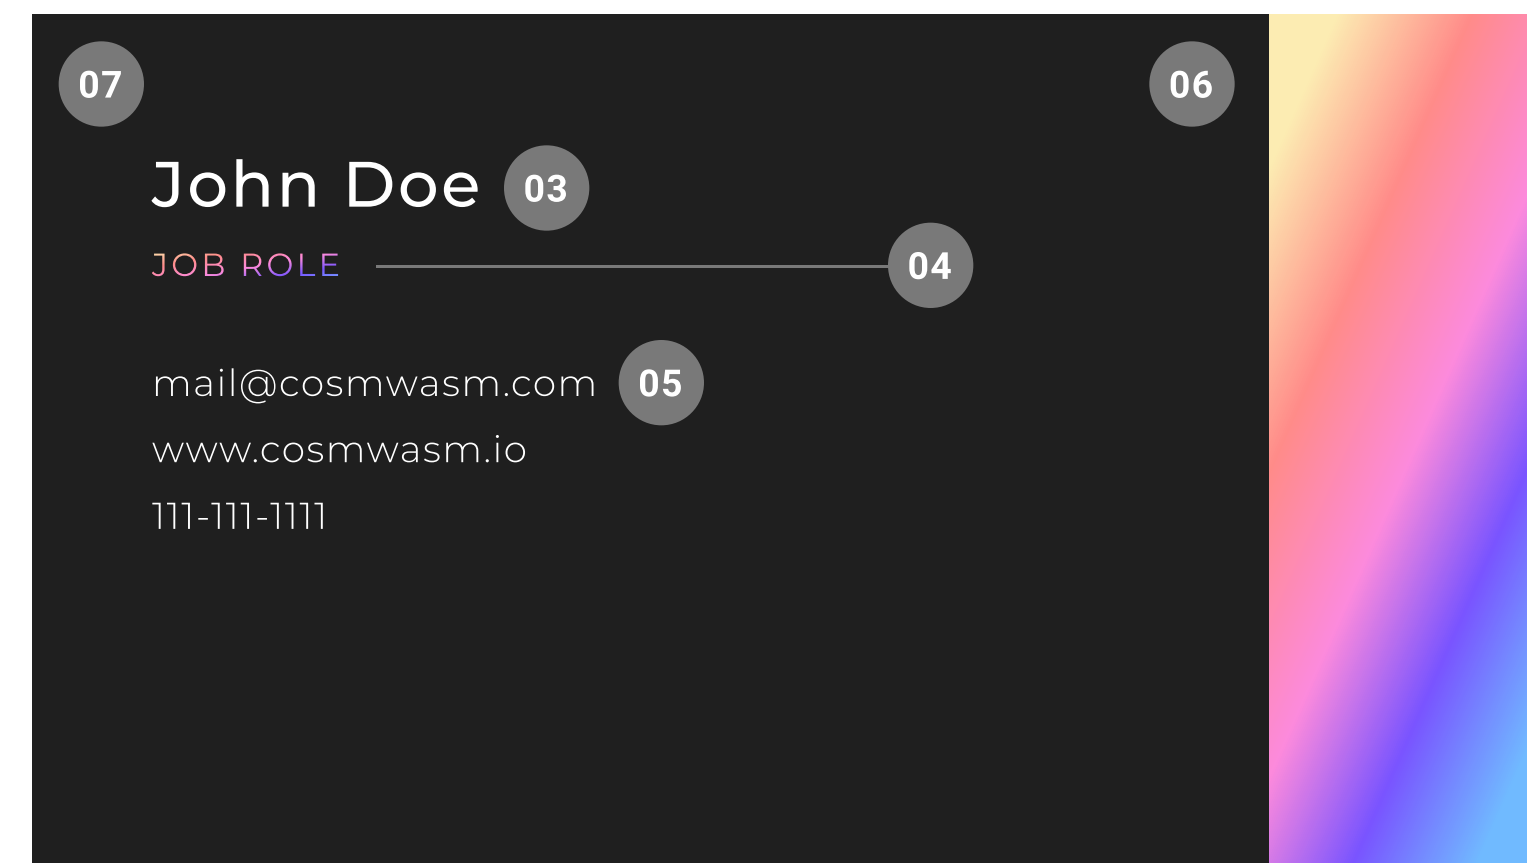 07
06
John Doe 03
JOB ROLE 04
mail@cosmwasm.com 05
www.cosmwasm.io
111-111-1111